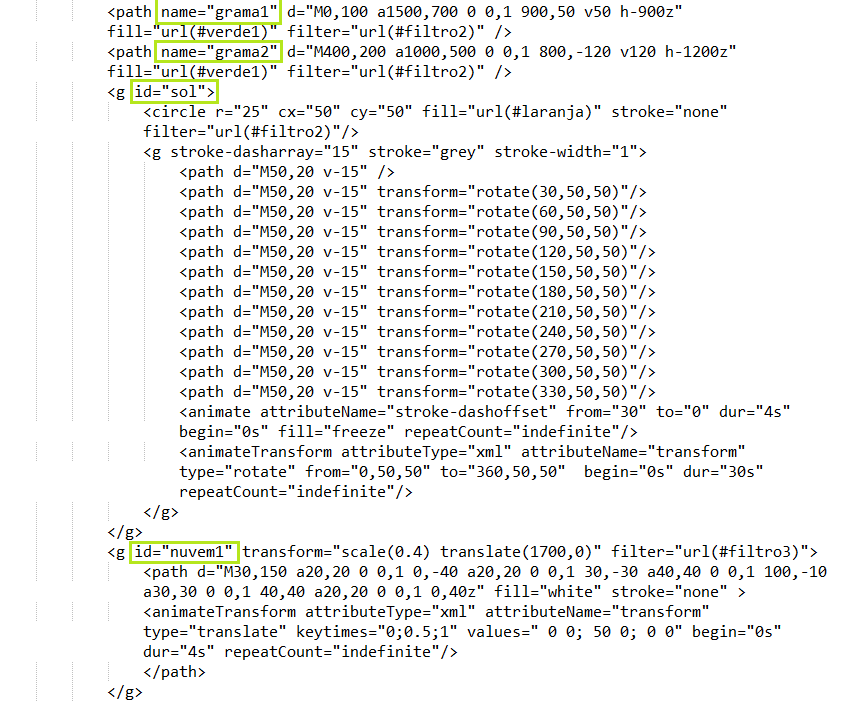 <path name="grama1" d="M0,100 a1500,700 0 0,1 900,50 v50 h-900z"
fill="url(#verde1)" filter="url(#filtro2)" />
<path name="grama2" d="M400,200 a1000,500 0 0,1 800,-120 v120 h-1200z"
fill="url(#verde1)" filter="url(#filtro2)" />
<g id="sol">
<circle r="25" cx="50" cy="50" fill="url(#laranja)" stroke="none"
filter="url(#filtro2)"/>
<g stroke-dasharray="15" stroke="grey" stroke-width="1">
<path d="M50,20 v-15" />
<path d="M50,20 v-15" transform="rotate(30,50,50)"/>
<path d="M50,20 v-15" transform="rotate(60,50,50)"/>
<path d="M50,20 v-15" transform="rotate(90,50,50)"/>
<path d="M50,20 v-15" transform="rotate(120,50,50)"/>
<path d="M50,20 v-15" transform="rotate(150,50,50)"/>
<path d="M50,20 v-15" transform="rotate(180,50,50)"/>
<path d="M50,20 v-15" transform="rotate(210,50,50)"/>
<path d="M50,20 v-15" transform="rotate(240,50,50)"/>
<path d="M50,20 v-15" transform="rotate(270,50,50)"/>
<path d="M50,20 v-15" transform="rotate(300,50,50)"/>
<path d="M50,20 v-15" transform="rotate(330,50,50)"/>
<animate attributeName="stroke-dashoffset" from="30" to="0" dur="4s"
begin="0s" fill="freeze" repeatCount="indefinite"/>
<animateTransform attributeType="xml" attributeName="transform"
type="rotate" from="0,50,50" to="360,50,50"  begin="0s" dur="30s"
repeatCount="indefinite"/>
</g>
</g>
<g id="nuvem1" transform="scale(0.4) translate(1700,0)" filter="url(#filtro3)">
<path d="M30,150 a20,20 0 0,1 0,-40 a20,20 0 0,1 30,-30 a40,40 0 0,1 100,-10
a30,30 0 0,1 40,40 a20,20 0 0,1 0,40z" fill="white" stroke="none" >
<animateTransform attributeType="xml" attributeName="transform"
type="translate" keytimes="0;0.5;1" values=" 0 0; 50 0; 0 0" begin="0s"
dur="4s" repeatCount="indefinite"/>
</path>
</g>